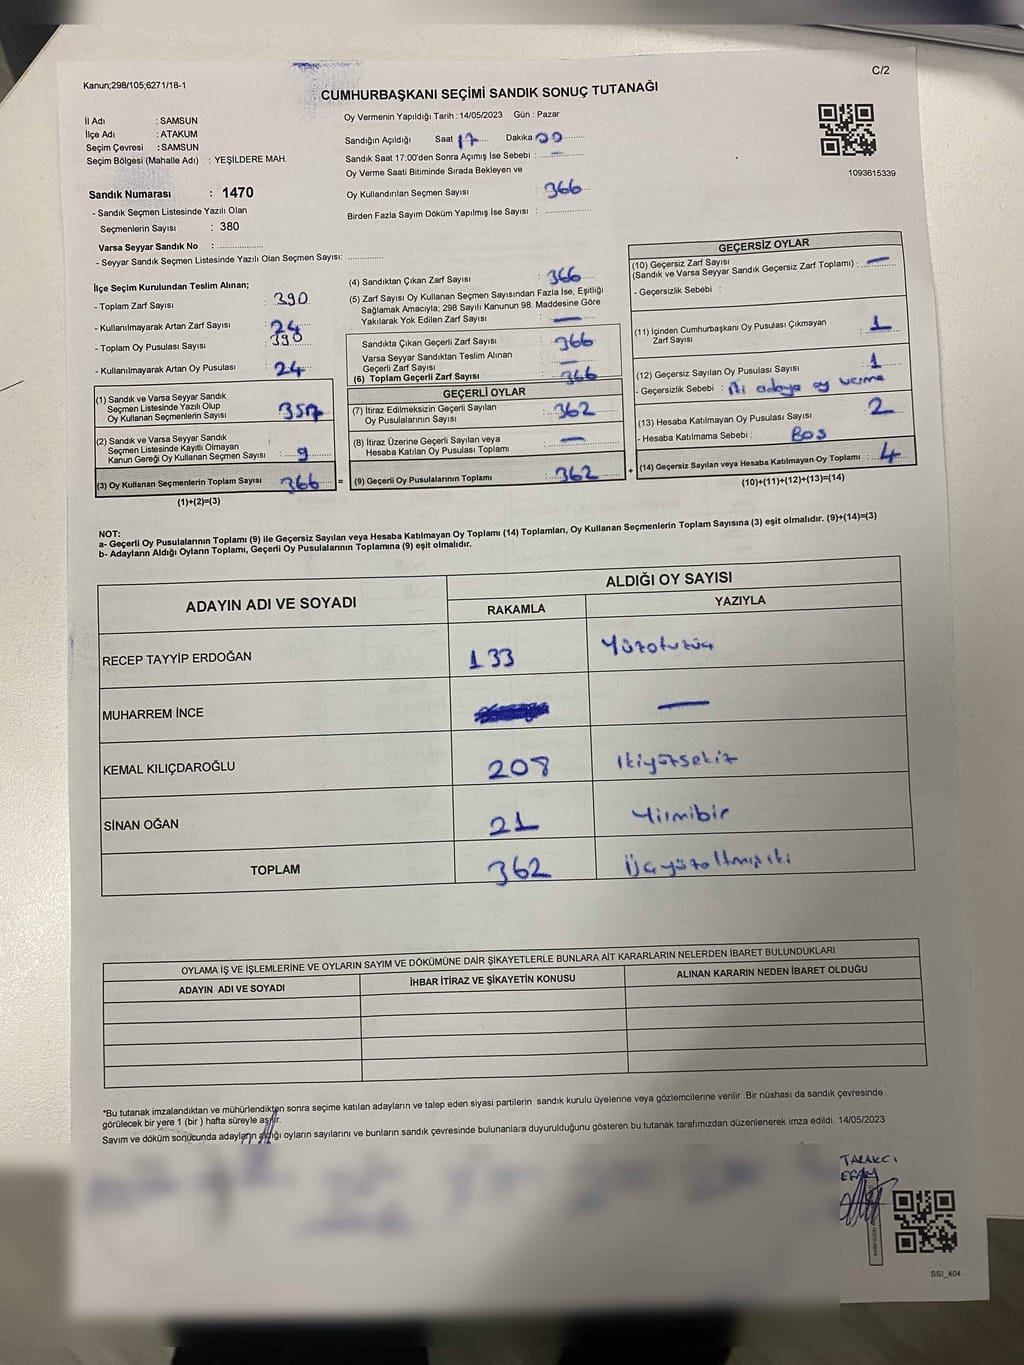 Kanun;298/105;6271/18-1
C/2
CUMHURBAŞKANI SEÇİMİ SANDIK SONUÇ TUTANAĞI
İl Adı : SAMSUN
İlçe Adı : ATAKUM
Seçim Çevresi : SAMSUN
Seçim Bölgesi (Mahalle Adı) : YEŞİLDERE MAH.
Sandık Numarası : 1470
- Sandık Seçmen Listesinde Yazılı Olan
Seçmenlerin Sayısı : 380
Varsa Seyyar Sandık No : ..................
- Seyyar Sandık Seçmen Listesinde Yazılı Olan Seçmen Sayısı: ..............
Oy Vermenin Yapıldığı Tarih : 14/05/2023 Gün : Pazar
Sandığın Açıldığı Saat 17 Dakika 00
Sandık Saat 17:00'den Sonra Açımış İse Sebebi : —
Oy Verme Saati Bitiminde Sırada Bekleyen ve
Oy Kullandırılan Seçmen Sayısı : 366
Birden Fazla Sayım Döküm Yapılmış İse Sayısı : ..................
1093615339
İlçe Seçim Kurulundan Teslim Alınan;
- Toplam Zarf Sayısı : 390
- Kullanılmayarak Artan Zarf Sayısı : 24
- Toplam Oy Pusulası Sayısı : 390
- Kullanılmayarak Artan Oy Pusulası : 24
(1) Sandık ve Varsa Seyyar Sandık
Seçmen Listesinde Yazılı Olup
Oy Kullanan Seçmenlerin Sayısı : 357
(2) Sandık ve Varsa Seyyar Sandık
Seçmen Listesinde Kayıtlı Olmayan
Kanun Gereği Oy Kullanan Seçmen Sayısı : 9
(3) Oy Kullanan Seçmenlerin Toplam Sayısı 366 =
(1)+(2)=(3)
(4) Sandıktan Çıkan Zarf Sayısı : 366
(5) Zarf Sayısı Oy Kullanan Seçmen Sayısından Fazla İse, Eşitliği
Sağlamak Amacıyla; 298 Sayılı Kanunun 98. Maddesine Göre
Yakılarak Yok Edilen Zarf Sayısı : —
Sandıkta Çıkan Geçerli Zarf Sayısı : 366
Varsa Seyyar Sandıktan Teslim Alınan
Geçerli Zarf Sayısı : —
(6) Toplam Geçerli Zarf Sayısı : 366
GEÇERLİ OYLAR
(7) İtiraz Edilmeksizin Geçerli Sayılan
Oy Pusulasının Sayısı : 362
(8) İtiraz Üzerine Geçerli Sayılan veya
Hesaba Katılan Oy Pusulası Toplamı : —
(9) Geçerli Oy Pusulalarının Toplamı : 362 +
GEÇERSİZ OYLAR
(10) Geçersiz Zarf Sayısı
(Sandık ve Varsa Seyyar Sandık Geçersiz Zarf Toplamı) : —
- Geçersizlik Sebebi :
(11) İçinden Cumhurbaşkanı Oy Pusulası Çıkmayan
Zarf Sayısı : 1
(12) Geçersiz Sayılan Oy Pusulası Sayısı : 1
- Geçersizlik Sebebi : İki adaya oy verme
(13) Hesaba Katılmayan Oy Pusulası Sayısı : 2
- Hesaba Katılmama Sebebi : Boş
(14) Geçersiz Sayılan veya Hesaba Katılmayan Oy Toplamı : 4
(10)+(11)+(12)+(13)=(14)
NOT:
a- Geçerli Oy Pusulalarının Toplamı (9) ile Geçersiz Sayılan veya Hesaba Katılmayan Oy Toplamı (14) Toplamları, Oy Kullanan Seçmenlerin Toplam Sayısına (3) eşit olmalıdır. (9)+(14)=(3)
b- Adayların Aldığı Oyların Toplamı, Geçerli Oy Pusulalarının Toplamına (9) eşit olmalıdır.
ADAYIN ADI VE SOYADI
ALDIĞI OY SAYISI
RAKAMLA YAZIYLA
RECEP TAYYİP ERDOĞAN 133 Yüzotuzüç
MUHARREM İNCE —
KEMAL KILIÇDAROĞLU 208 İkiyüzsekiz
SİNAN OĞAN 21 Yirmibir
TOPLAM 362 Üçyüzaltmışiki
OYLAMA İŞ VE İŞLEMLERİNE VE OYLARIN SAYIM VE DÖKÜMÜNE DAİR ŞİKAYETLERLE BUNLARA AİT KARARLARIN NELERDEN İBARET BULUNDUKLARI
ADAYIN ADI VE SOYADI İHBAR İTİRAZ VE ŞİKAYETİN KONUSU ALINAN KARARIN NEDEN İBARET OLDUĞU
*Bu tutanak imzalandıktan ve mühürlendikten sonra seçime katılan adayların ve talep eden siyasi partilerin sandık kurulu üyelerine veya gözlemcilerine verilir .Bir nüshası da sandık çevresinde
görülecek bir yere 1 (bir ) hafta süreyle asılır.
Sayım ve döküm sonucunda adayların aldığı oyların sayılarını ve bunların sandık çevresinde bulunanlara duyurulduğunu gösteren bu tutanak tarafımızdan düzenlenerek imza edildi. 14/05/2023
SSI_404